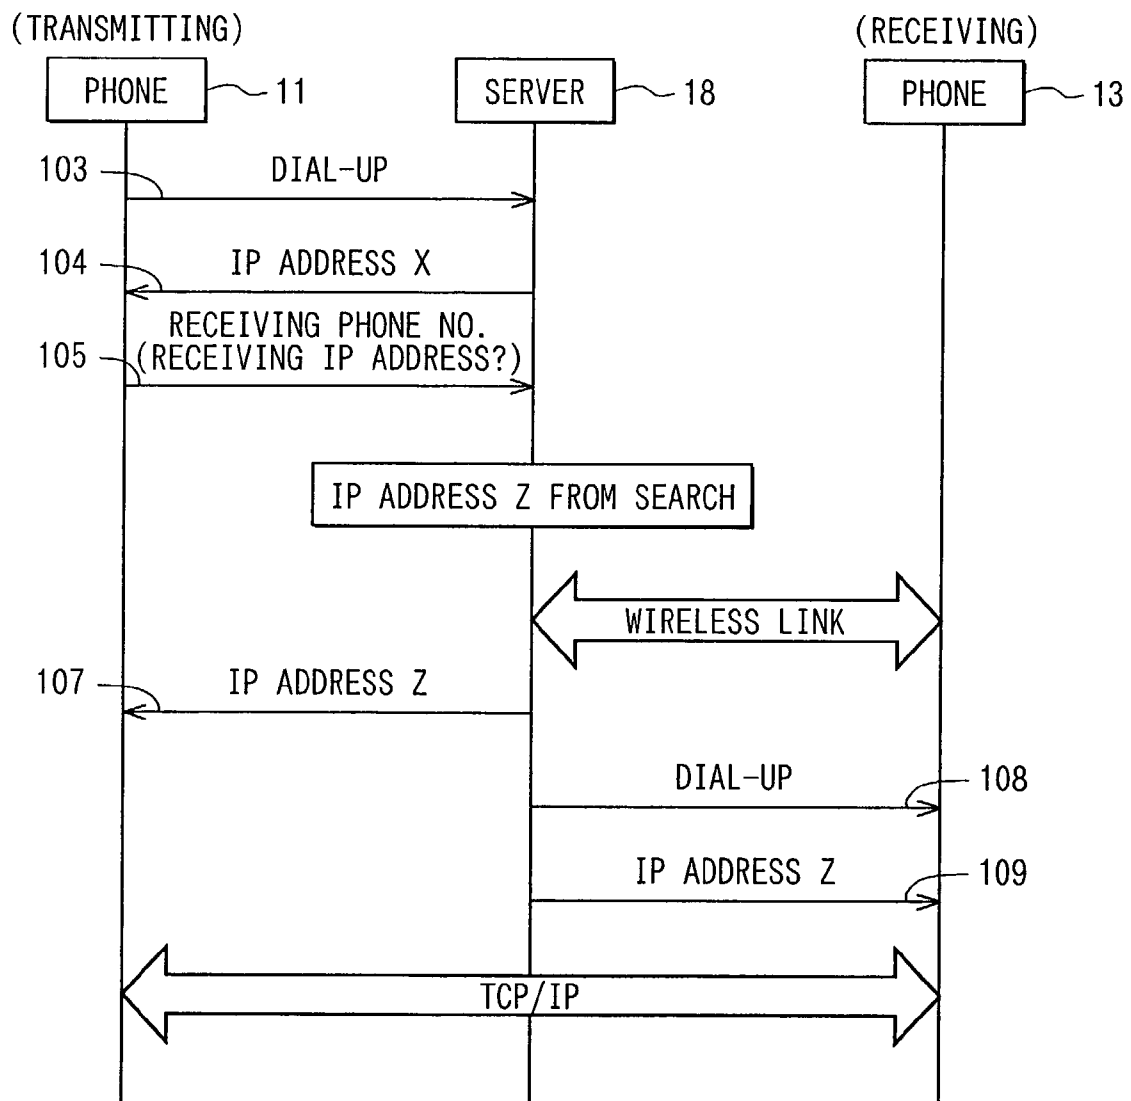 (TRANSMITTING)
(RECEIVING)
PHONE
11
SERVER
18
PHONE
13
103
DIAL-UP
104
IP ADDRESS X
RECEIVING PHONE NO.
105
(RECEIVING IP ADDRESS?)
IP ADDRESS Z FROM SEARCH
WIRELESS LINK
107
IP ADDRESS Z
DIAL-UP
108
IP ADDRESS Z
109
TCP/IP